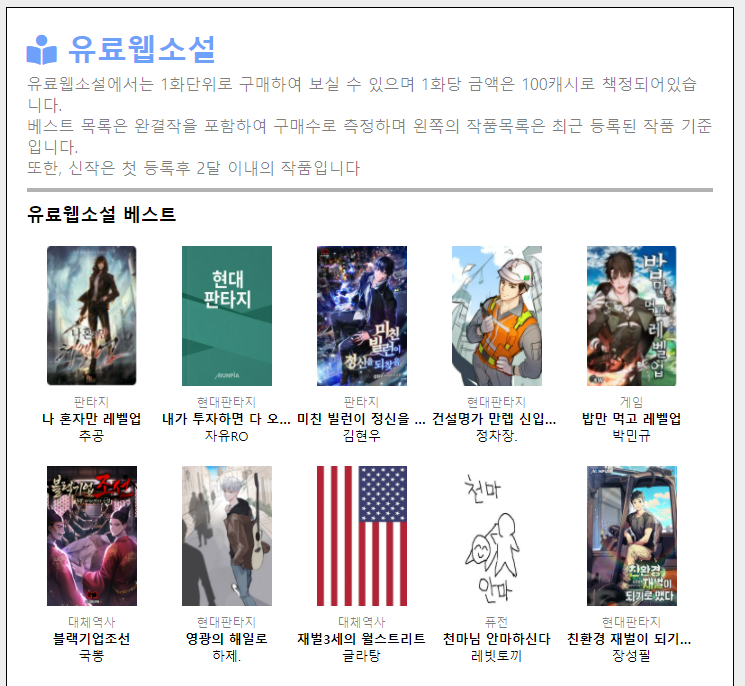 유료웹소설
유료웹소설에서는 1화단위로 구매하여 보실 수 있으며 1화당 금액은 100캐시로 책정되어있습
니다.
베스트 목록은 완결작을 포함하여 구매수로 측정하며 왼쪽의 작품목록은 최근 등록된 작품 기준
입니다.
또한, 신작은 첫 등록후 2달 이내의 작품입니다
유료웹소설 베스트
나 혼자만
레벨업
현대
판타지
MUNPIA
미친
빌런이
정신을 되찾음
밥만
먹고
레벨업
판타지 현대판타지 판타지 현대판타지 게임
나 혼자만 레벨업 내가 투자하면 다 오... 미친 빌런이 정신을 ... 건설명가 만렙 신입... 밥만 먹고 레벨업
추공 자유RO 김현우 정차장. 박민규
블랙기업 조선
천마
안마
친환경
재벌이
되기로 했다
대체역사 현대판타지 대체역사 퓨전 현대판타지
블랙기업조선 영광의 해일로 재벌3세의 월스트리트 천마님 안마하신다 친환경 재벌이 되기...
국뽕 하제. 글라탕 레빗토끼 장성필